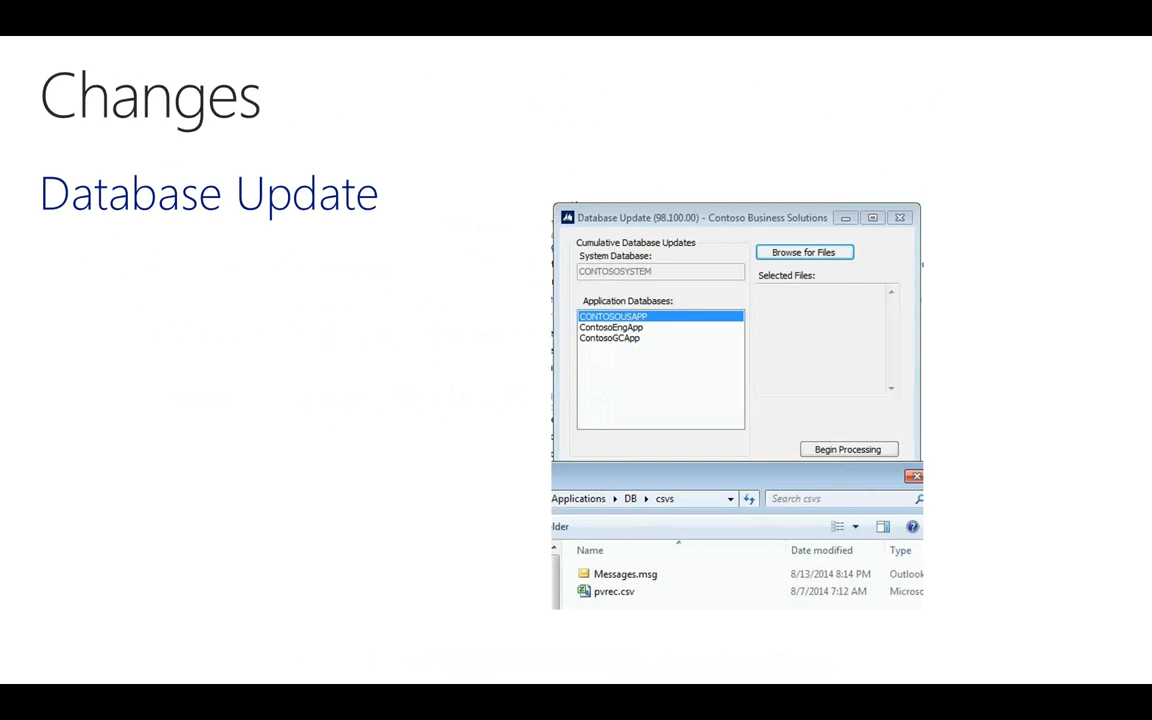 Changes
Database Update
Database Update (98.100.00) - Contoso Business Solutions
Cumulative Database Updates
System Database:
CONTOSOSYSTEM
Application Databases:
CONTOSOUSAPP
ContosoEngApp
ContosoGCApp
Browse for Files
Selected Files:
Begin Processing
Applications DB csvs
Search csvs
lder
Name Date modified Type
Messages.msg 8/13/2014 8:14 PM Outlook
pvrec.csv 8/7/2014 7:12 AM Microsc